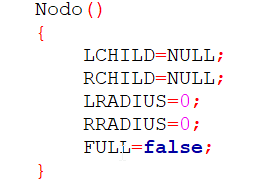 Nodo()
{
LCHILD=NULL;
RCHILD=NULL;
LRADIUS=0;
RRADIUS=0;
FULL=false;
}